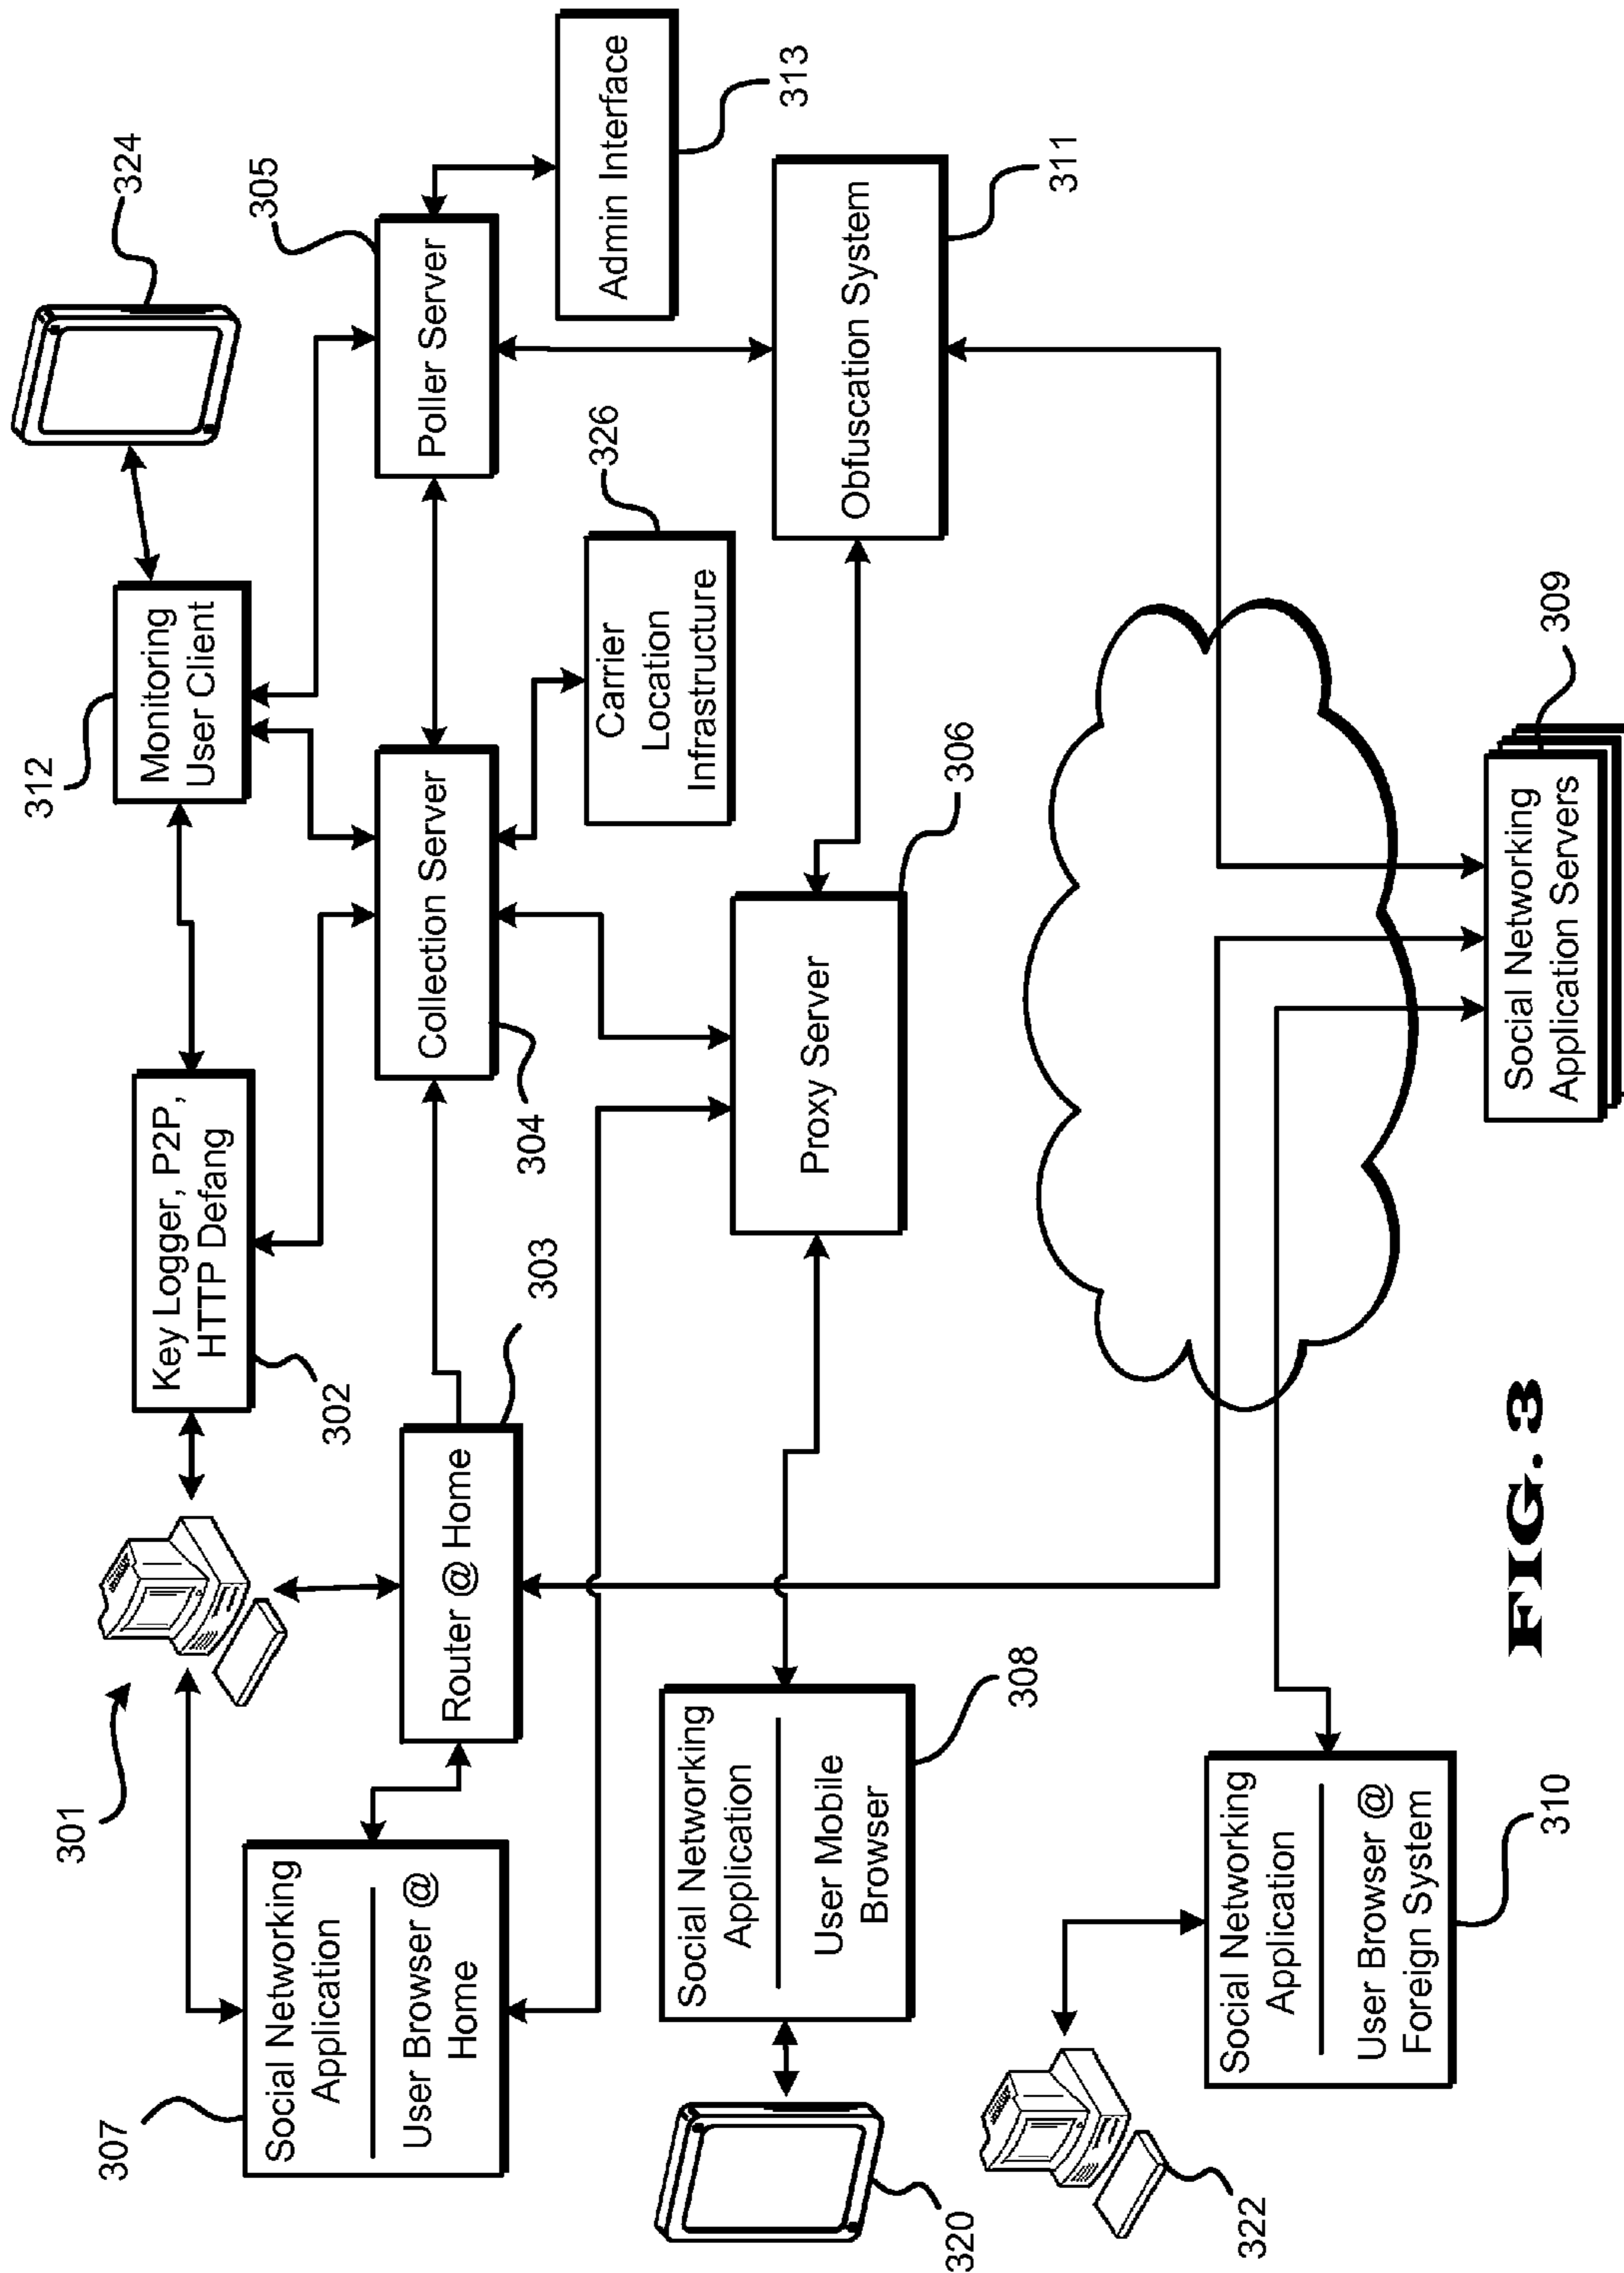 301
307
Social Networking
Application
User Browser @
Home
302
Key Logger, P2P,
HTTP Defang
312
Monitoring
User Client
324
303
Router @ Home
304
Collection Server
305
Poller Server
326
Carrier
Location
Infrastructure
313
Admin Interface
320
Social Networking
Application
User Mobile
Browser
308
306
Proxy Server
311
Obfuscation System
322
Social Networking
Application
User Browser @
Foreign System
310
309
Social Networking
Application Servers
FIG. 3